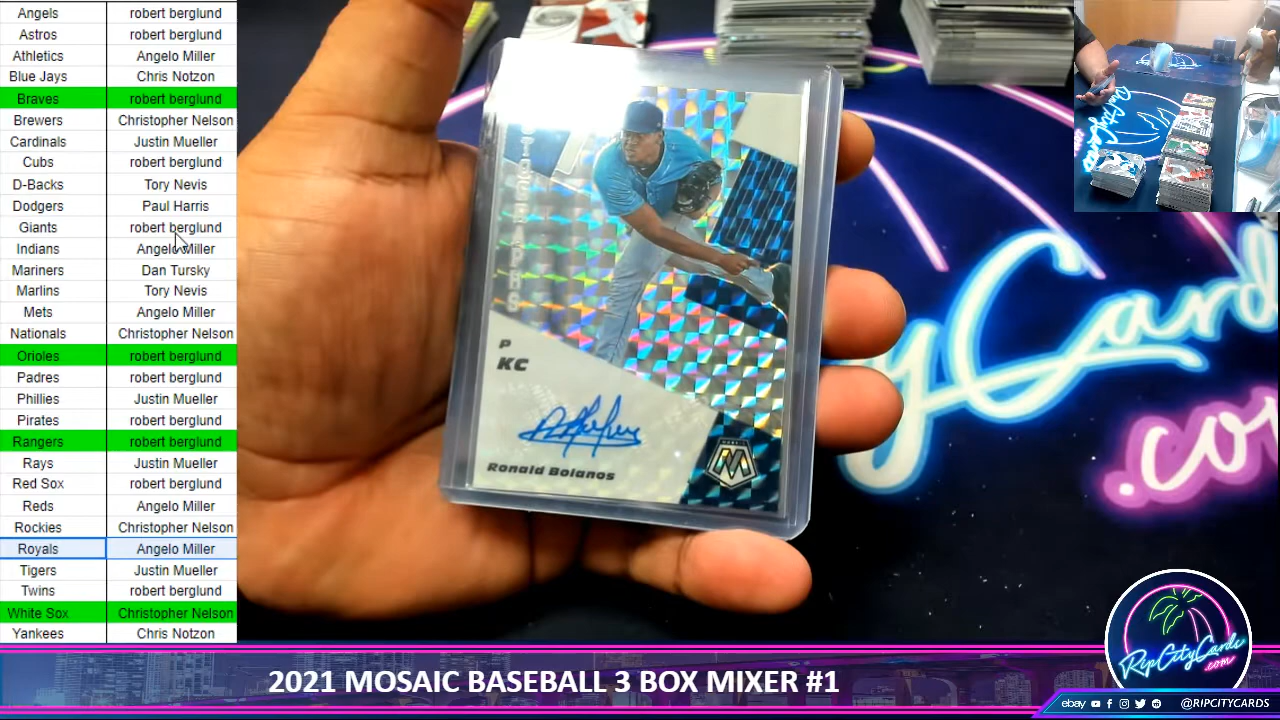 Angels robert berglund
Astros robert berglund
Athletics Angelo Miller
Blue Jays Chris Notzon
Braves robert berglund
Brewers Christopher Nelson
Cardinals Justin Mueller
Cubs robert berglund
D-Backs Tory Nevis
Dodgers Paul Harris
Giants robert berglund
Indians Angelo Miller
Mariners Dan Tursky
Marlins Tory Nevis
Mets Angelo Miller
Nationals Christopher Nelson
Orioles robert berglund
Padres robert berglund
Phillies Justin Mueller
Pirates robert berglund
Rangers robert berglund
Rays Justin Mueller
Red Sox robert berglund
Reds Angelo Miller
Rockies Christopher Nelson
Royals Angelo Miller
Tigers Justin Mueller
Twins robert berglund
White Sox Christopher Nelson
Yankees Chris Notzon
P
KC
Ronald Bolanos
M
yCard
.co
RipCityCards
.com
2021 MOSAIC BASEBALL 3 BOX MIXER #1
ebay @RIPCITYCARDS